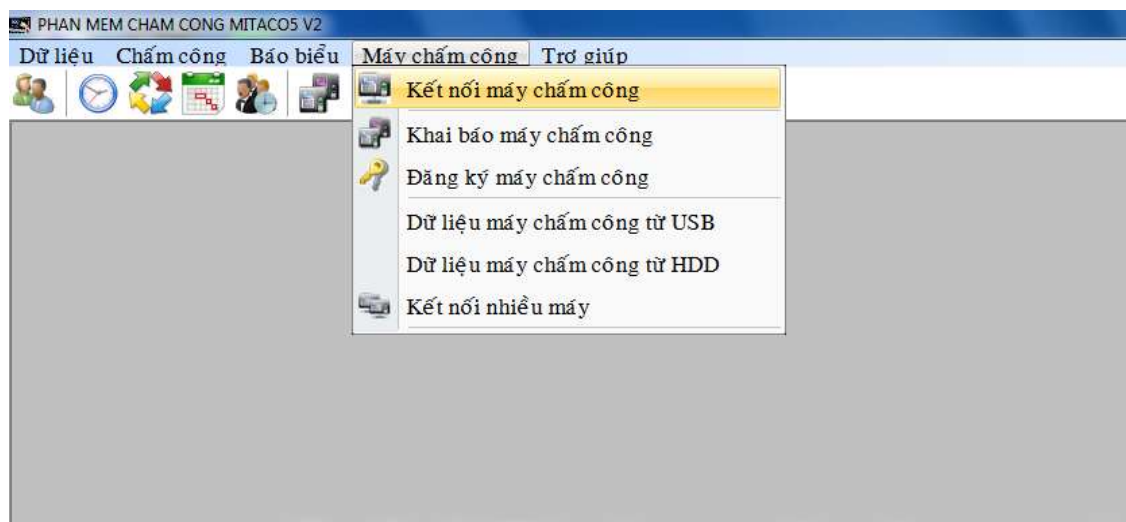 PHAN MEM CHAM CONG MITACO5 V2
Dữ liệu Chấm công Báo biểu Máy chấm công Trợ giúp
Kết nối máy chấm công
Khai báo máy chấm công
Đăng ký máy chấm công
Dữ liệu máy chấm công từ USB
Dữ liệu máy chấm công từ HDD
Kết nối nhiều máy